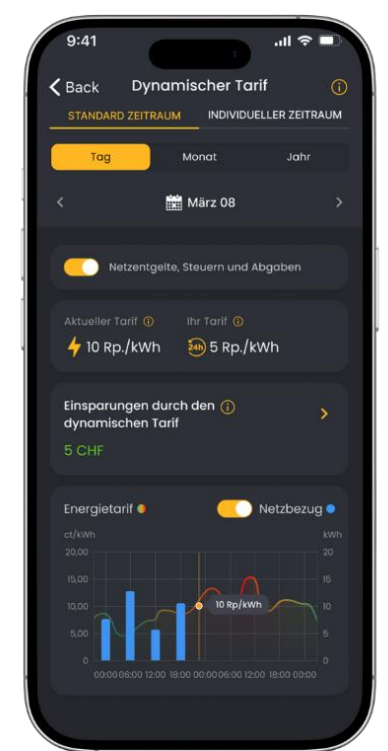 9:41
Back
Dynamischer Tarif
STANDARD ZEITRAUM
INDIVIDUELLER ZEITRAUM
Tag
Monat
Jahr
März 08
Netzentgelte, Steuern und Abgaben
Aktueller Tarif
Ihr Tarif
10 Rp./kWh
24h
5 Rp./kWh
Einsparungen durch den
dynamischen Tarif
5 CHF
Energietarif
Netzbezug
ct/kWh
kWh
20,00
20
15,00
15
10,00
10 Rp/kWh
10
5,00
5
0
0
00:00 06:00 12:00 18:00 00:00 06:00 12:00 18:00 00:00